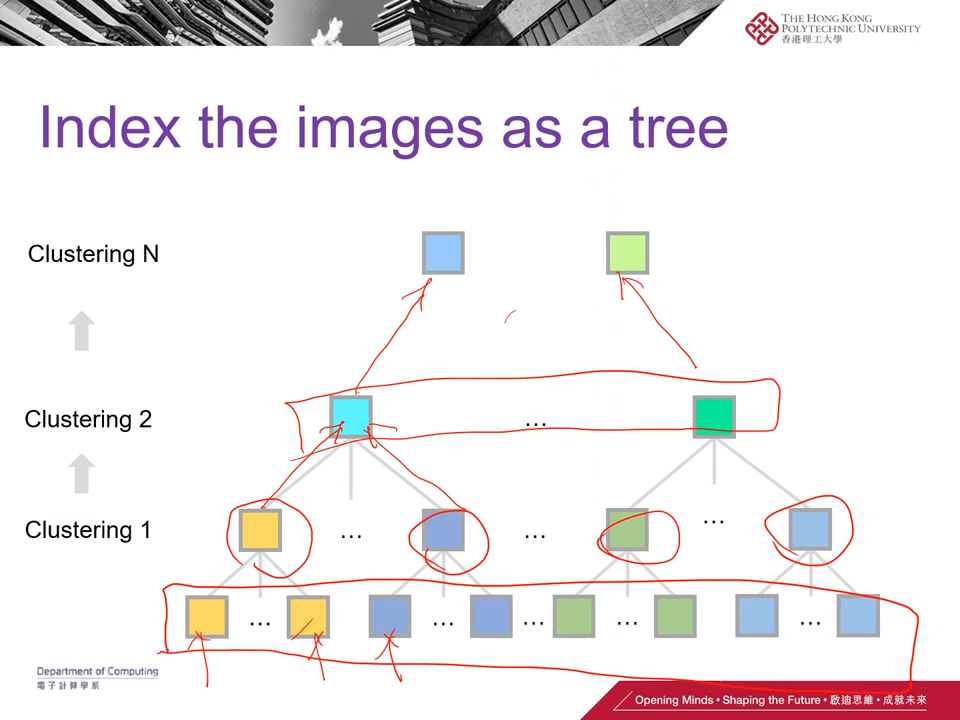 THE HONG KONG
POLYTECHNIC UNIVERSITY
香港理工大學
Index the images as a tree
Clustering N
Clustering 2
...
Clustering 1
... ... ...
... ... ... ... ...
Department of Computing
電子計算學系
Opening Minds • Shaping the Future • 啟迪思維 • 成就未來